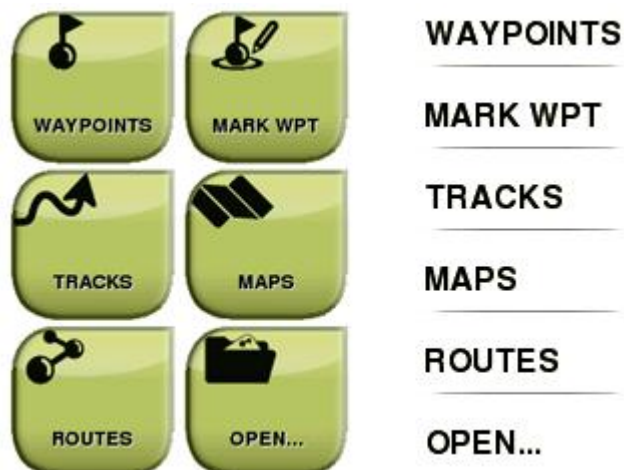 WAYPOINTS
MARK WPT
TRACKS
MAPS
ROUTES
OPEN...
WAYPOINTS
MARK WPT
TRACKS
MAPS
ROUTES
OPEN...